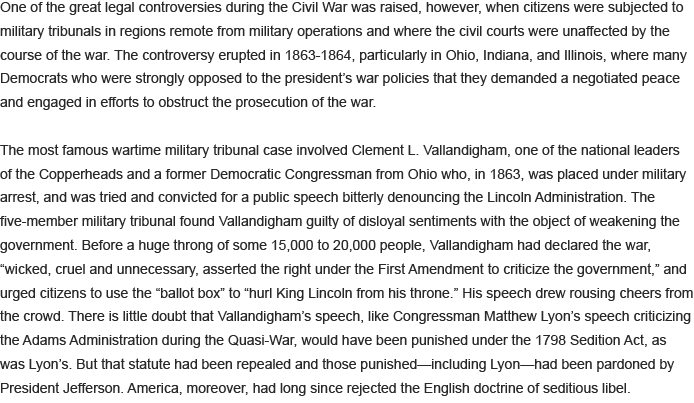 One of the great legal controversies during the Civil War was raised, however, when citizens were subjected to
military tribunals in regions remote from military operations and where the civil courts were unaffected by the
course of the war. The controversy erupted in 1863-1864, particularly in Ohio, Indiana, and Illinois, where many
Democrats who were strongly opposed to the president’s war policies that they demanded a negotiated peace
and engaged in efforts to obstruct the prosecution of the war.

The most famous wartime military tribunal case involved Clement L. Vallandigham, one of the national leaders
of the Copperheads and a former Democratic Congressman from Ohio who, in 1863, was placed under military
arrest, and was tried and convicted for a public speech bitterly denouncing the Lincoln Administration. The
five-member military tribunal found Vallandigham guilty of disloyal sentiments with the object of weakening the
government. Before a huge throng of some 15,000 to 20,000 people, Vallandigham had declared the war,
“wicked, cruel and unnecessary, asserted the right under the First Amendment to criticize the government,” and
urged citizens to use the “ballot box” to “hurl King Lincoln from his throne.” His speech drew rousing cheers from
the crowd. There is little doubt that Vallandigham’s speech, like Congressman Matthew Lyon’s speech criticizing
the Adams Administration during the Quasi-War, would have been punished under the 1798 Sedition Act, as
was Lyon’s. But that statute had been repealed and those punished—including Lyon—had been pardoned by
President Jefferson. America, moreover, had long since rejected the English doctrine of seditious libel.